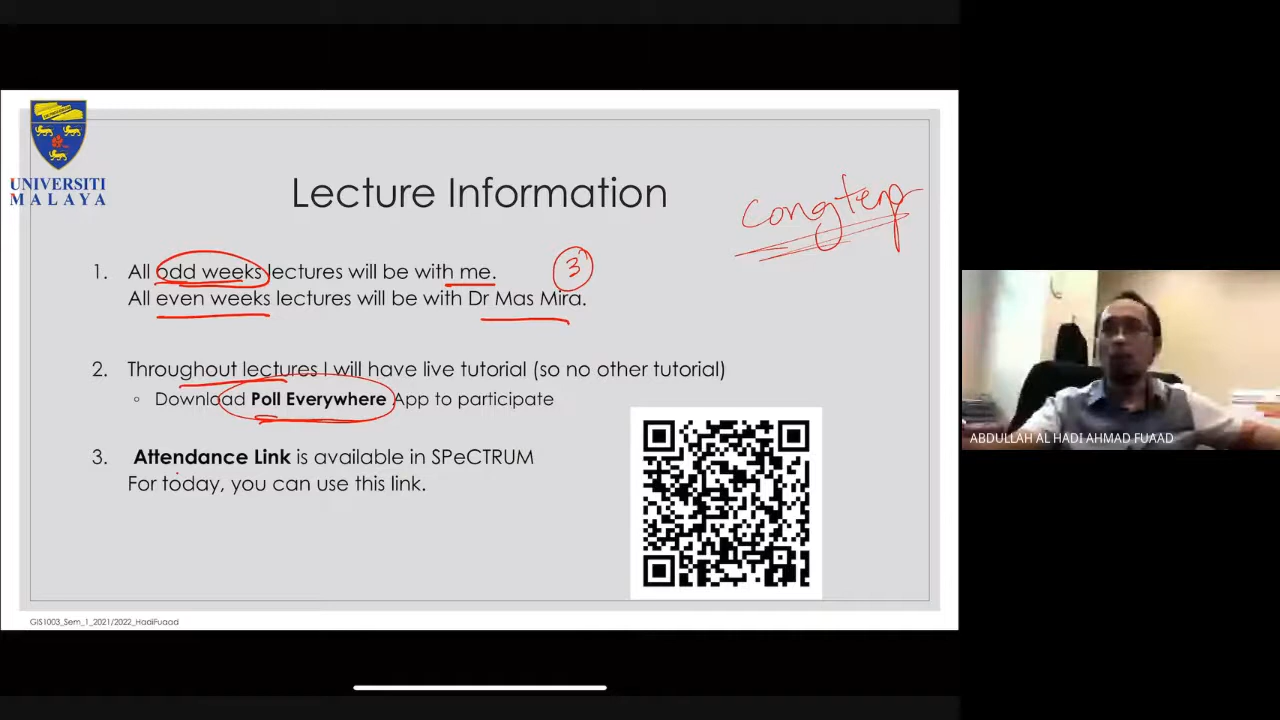 UNIVERSITI
MALAYA
Lecture Information
1. All odd weeks lectures will be with me.
All even weeks lectures will be with Dr Mas Mira.
3
2. Throughout lectures I will have live tutorial (so no other tutorial)
◦ Download Poll Everywhere App to participate
3. Attendance Link is available in SPeCTRUM
For today, you can use this link.
GIS1003_Sem_1_2021/2022_HadiFuaad
ABDULLAH AL HADI AHMAD FUAAD